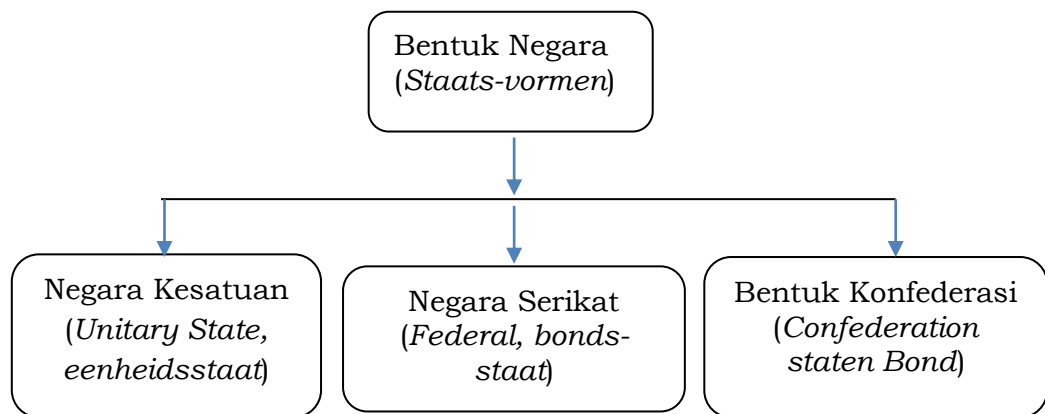 Bentuk Negara
(Staats-vormen)
Negara Kesatuan
(Unitary State,
eenheidsstaat)
Negara Serikat
(Federal, bonds-
staat)
Bentuk Konfederasi
(Confederation
staten Bond)